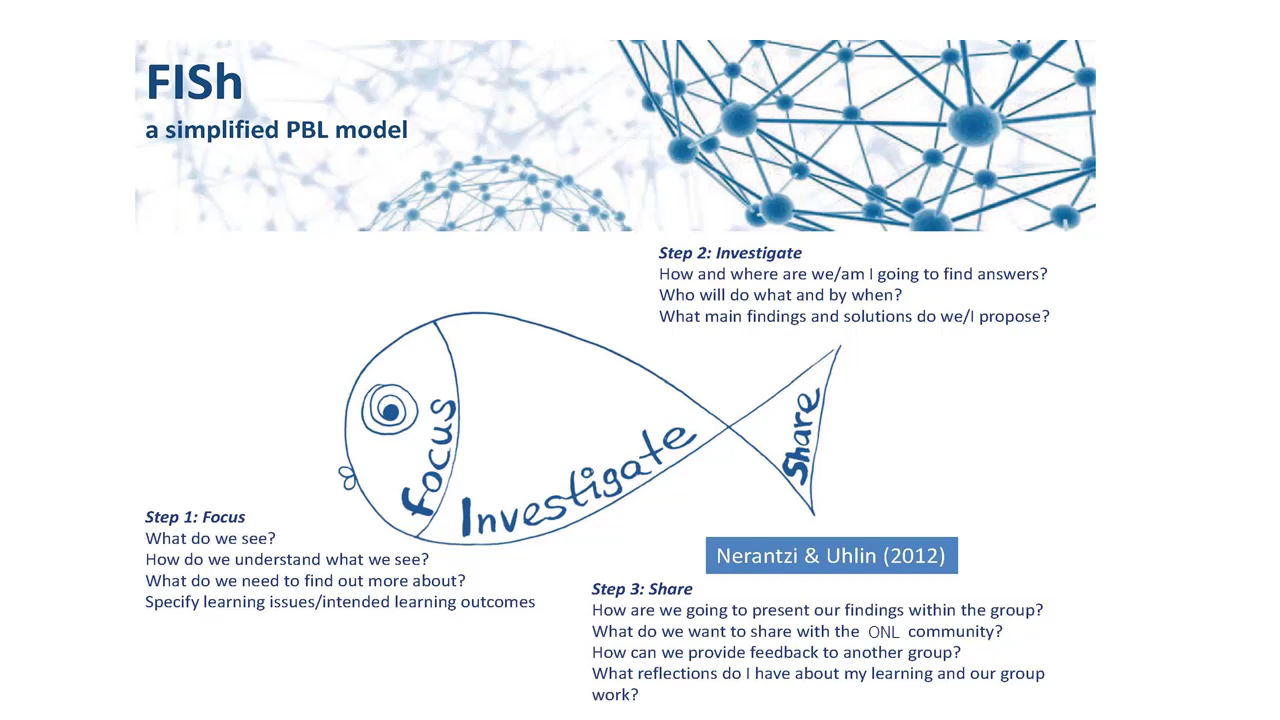 FISh
a simplified PBL model
Step 2: Investigate
How and where are we/am I going to find answers?
Who will do what and by when?
What main findings and solutions do we/I propose?
focus
Investigate
Share
Step 1: Focus
What do we see?
How do we understand what we see?
What do we need to find out more about?
Specify learning issues/intended learning outcomes
Nerantzi & Uhlin (2012)
Step 3: Share
How are we going to present our findings within the group?
What do we want to share with the ONL community?
How can we provide feedback to another group?
What reflections do I have about my learning and our group
work?